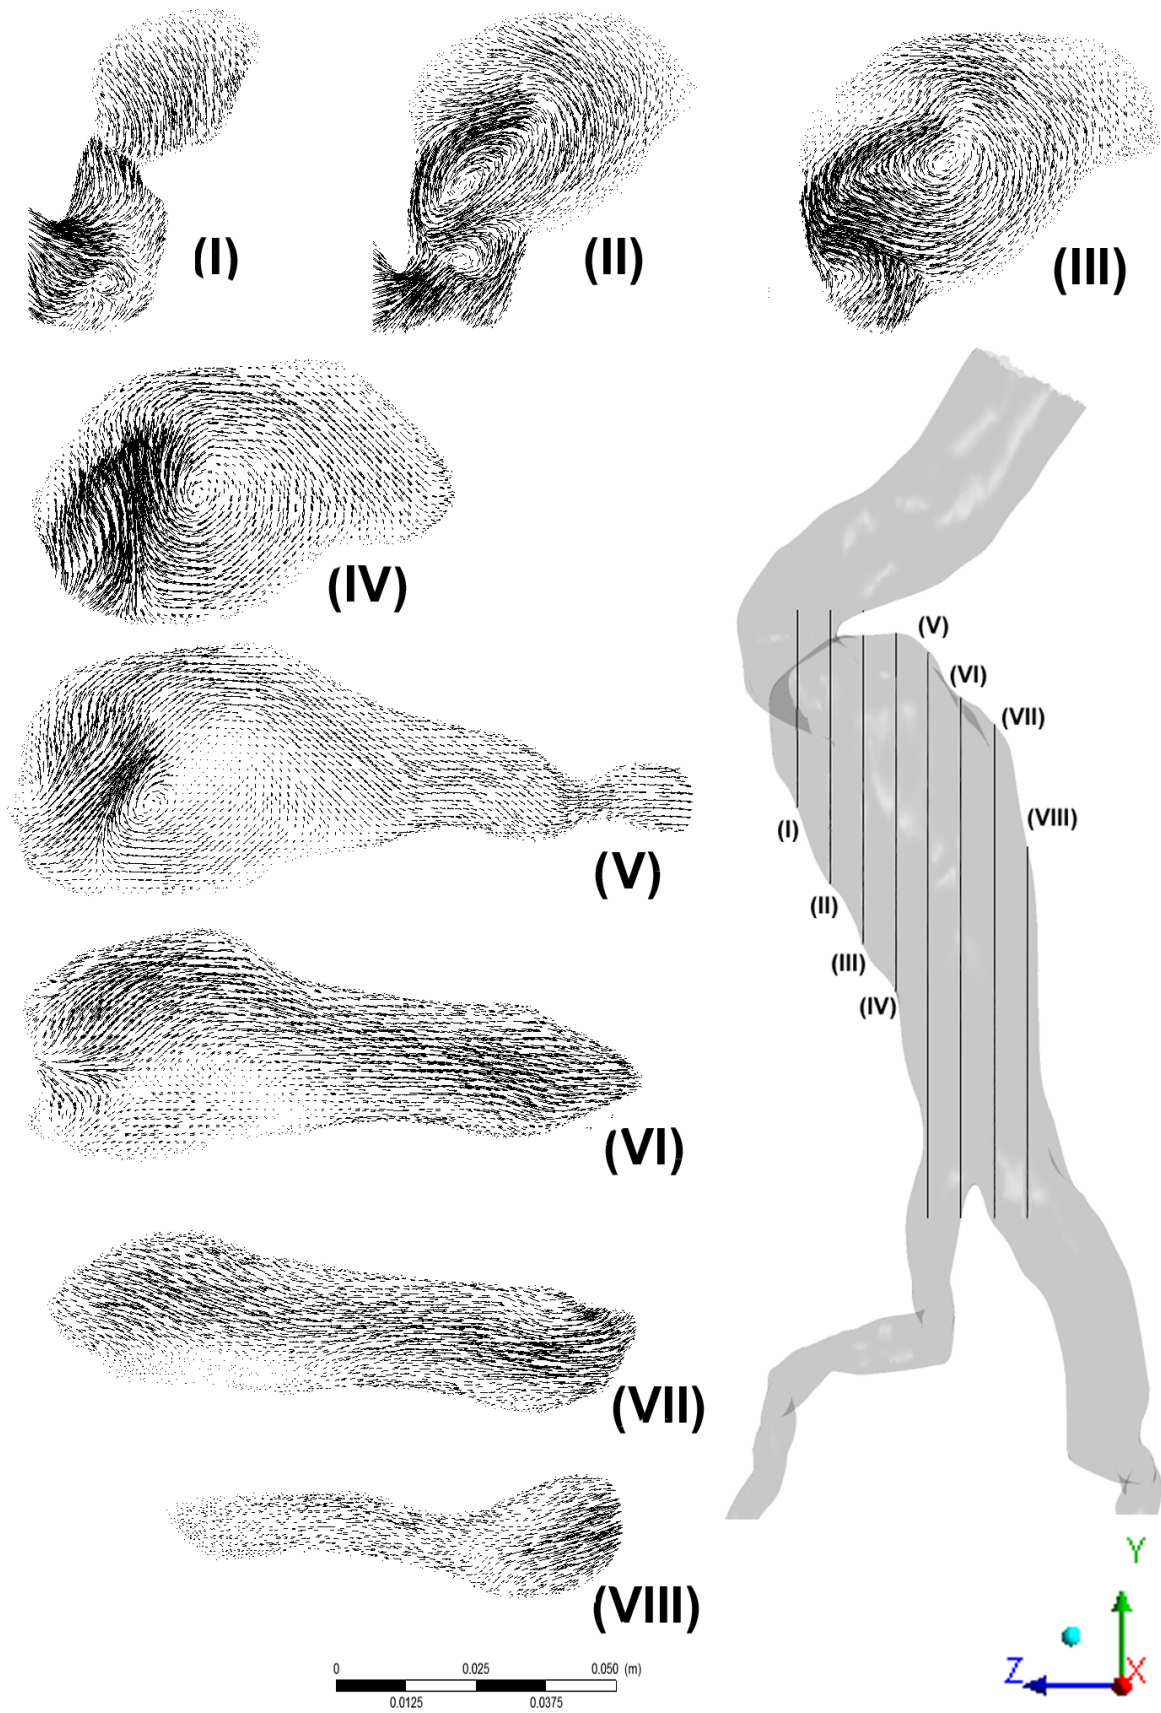 (I)
(II)
(III)
(IV)
(V)
(V)
(VI)
(VII)
(VIII)
(I)
(II)
(III)
(IV)
(VI)
(VII)
(VIII)
0 0.025 0.050 (m)
0.0125 0.0375
Y
Z X